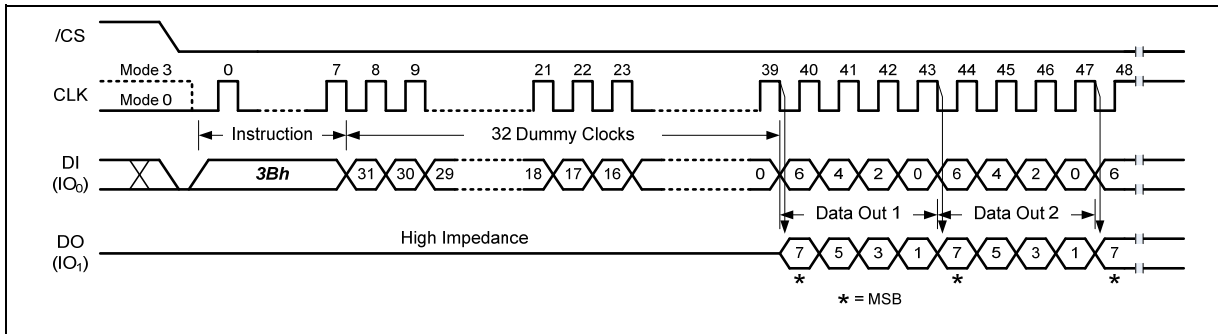 /CS
Mode 3 0 7 8 9 21 22 23 39 40 41 42 43 44 45 46 47 48
CLK
Mode 0
Instruction 32 Dummy Clocks
DI
(IO₀)
3Bh 31 30 29 18 17 16 0 6 4 2 0 6 4 2 0 6
Data Out 1 Data Out 2
High Impedance
DO
(IO₁)
7 5 3 1 7 5 3 1 7
* * *
* = MSB